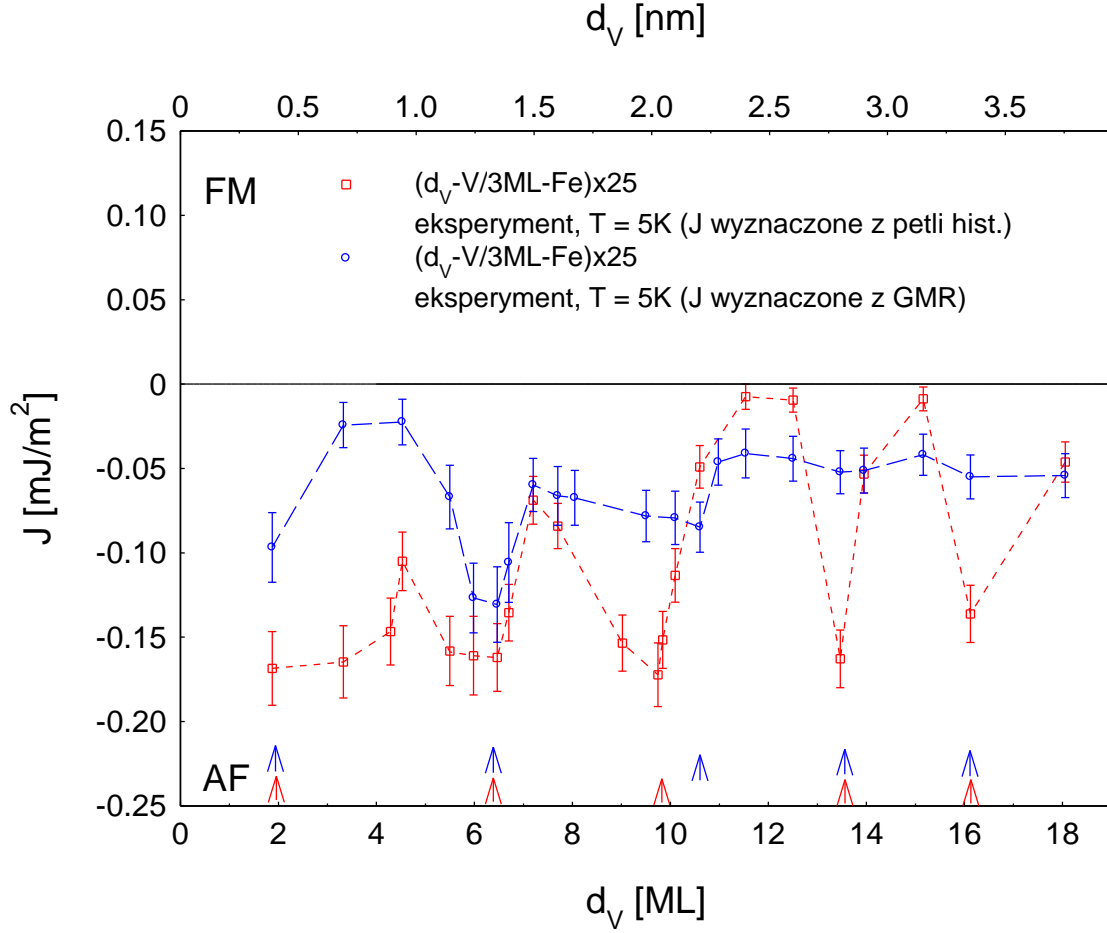 d_V [nm]
0 0.5 1.0 1.5 2.0 2.5 3.0 3.5
0.15
FM
(d_V-V/3ML-Fe)x25
eksperyment, T = 5K (J wyznaczone z petli hist.)
0.10
(d_V-V/3ML-Fe)x25
0.05
eksperyment, T = 5K (J wyznaczone z GMR)
0
J [mJ/m²]
-0.05
-0.10
-0.15
-0.20
AF
-0.25
0 2 4 6 8 10 12 14 16 18
d_V [ML]